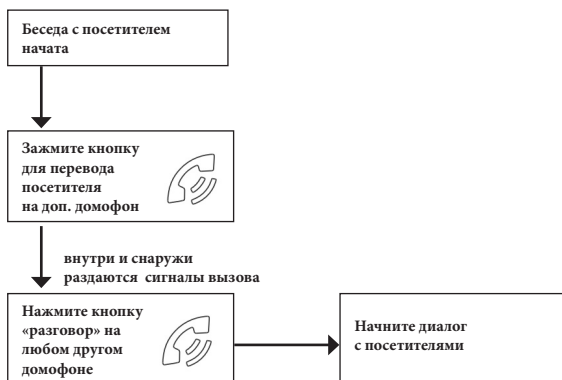 Беседа с посетителем
начата
Зажмите кнопку
для перевода
посетителя
на доп. домофон
внутри и снаружи
раздаются сигналы вызова
Нажмите кнопку
«разговор» на
любом другом
домофоне
Начните диалог
с посетителями